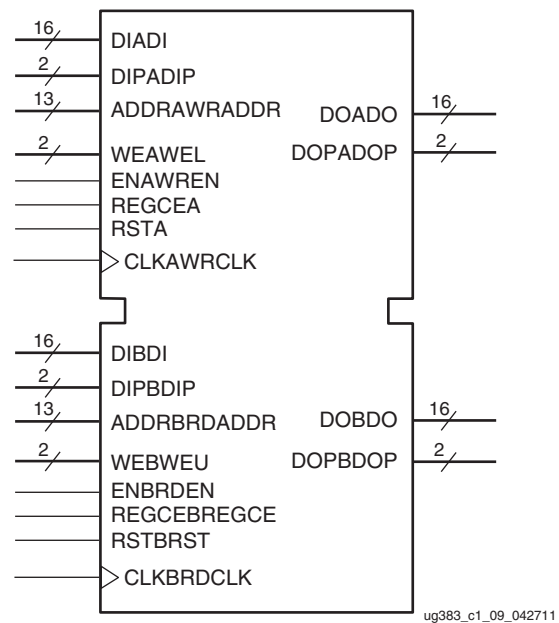 16 DIADI
2 DIPADIP
13 ADDRAWRADDR DOADO 16
2 WEAWEL DOPADOP 2
ENAWREN
REGCEA
RSTA
CLKAWRCLK
16 DIBDI
2 DIPBDIP
13 ADDRBRDADDR DOBDO 16
2 WEBWEU DOPBDOP 2
ENBRDEN
REGCEBREGCE
RSTBRST
CLKBRDCLK
ug383_c1_09_042711